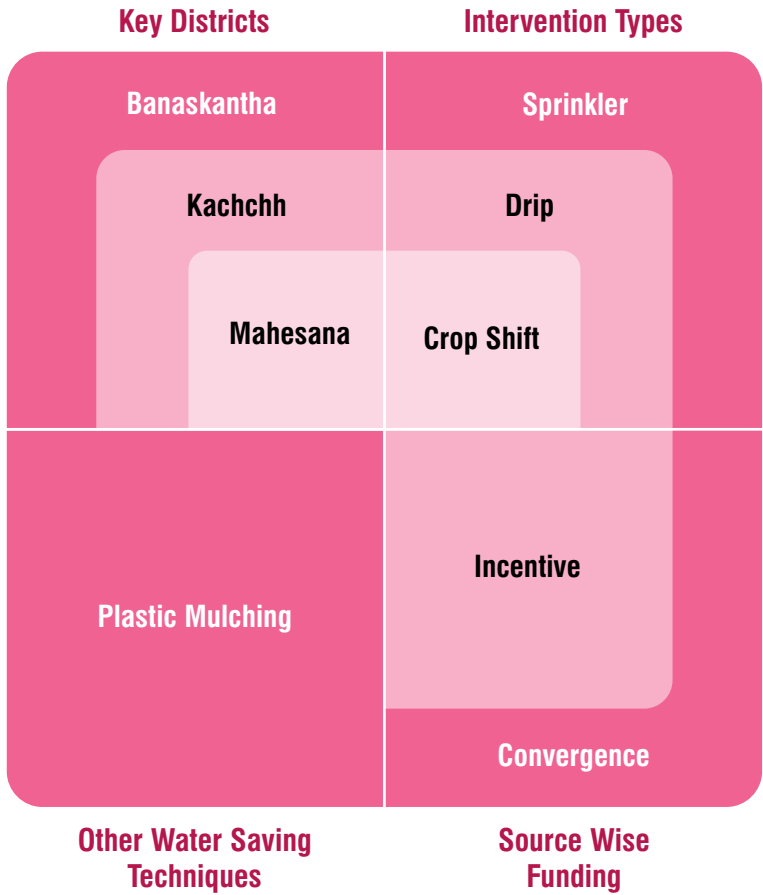 Key Districts
Intervention Types
Banaskantha
Sprinkler
Kachchh
Drip
Mahesana
Crop Shift
Incentive
Plastic Mulching
Convergence
Other Water Saving
Techniques
Source Wise
Funding